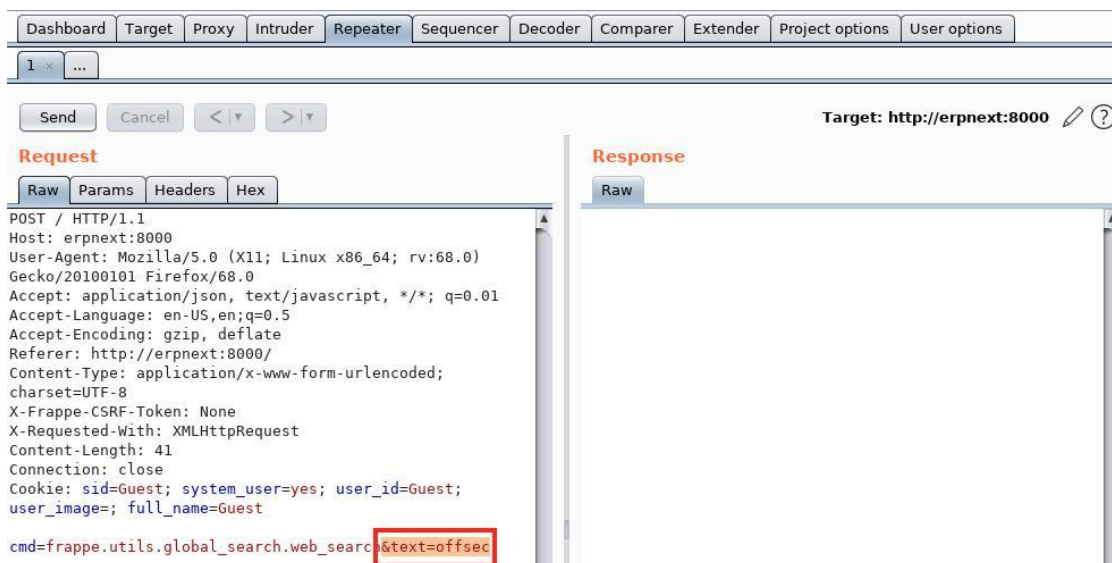 Dashboard Target Proxy Intruder Repeater Sequencer Decoder Comparer Extender Project options User options
1 × ...
Send Cancel < ▼ > ▼ Target: http://erpnext:8000 ?
Request Response
Raw Params Headers Hex Raw
POST / HTTP/1.1
Host: erpnext:8000
User-Agent: Mozilla/5.0 (X11; Linux x86_64; rv:68.0)
Gecko/20100101 Firefox/68.0
Accept: application/json, text/javascript, */*; q=0.01
Accept-Language: en-US,en;q=0.5
Accept-Encoding: gzip, deflate
Referer: http://erpnext:8000/
Content-Type: application/x-www-form-urlencoded;
charset=UTF-8
X-Frappe-CSRF-Token: None
X-Requested-With: XMLHttpRequest
Content-Length: 41
Connection: close
Cookie: sid=Guest; system_user=yes; user_id=Guest;
user_image=; full_name=Guest
cmd=frappe.utils.global_search.web_search&text=offsec